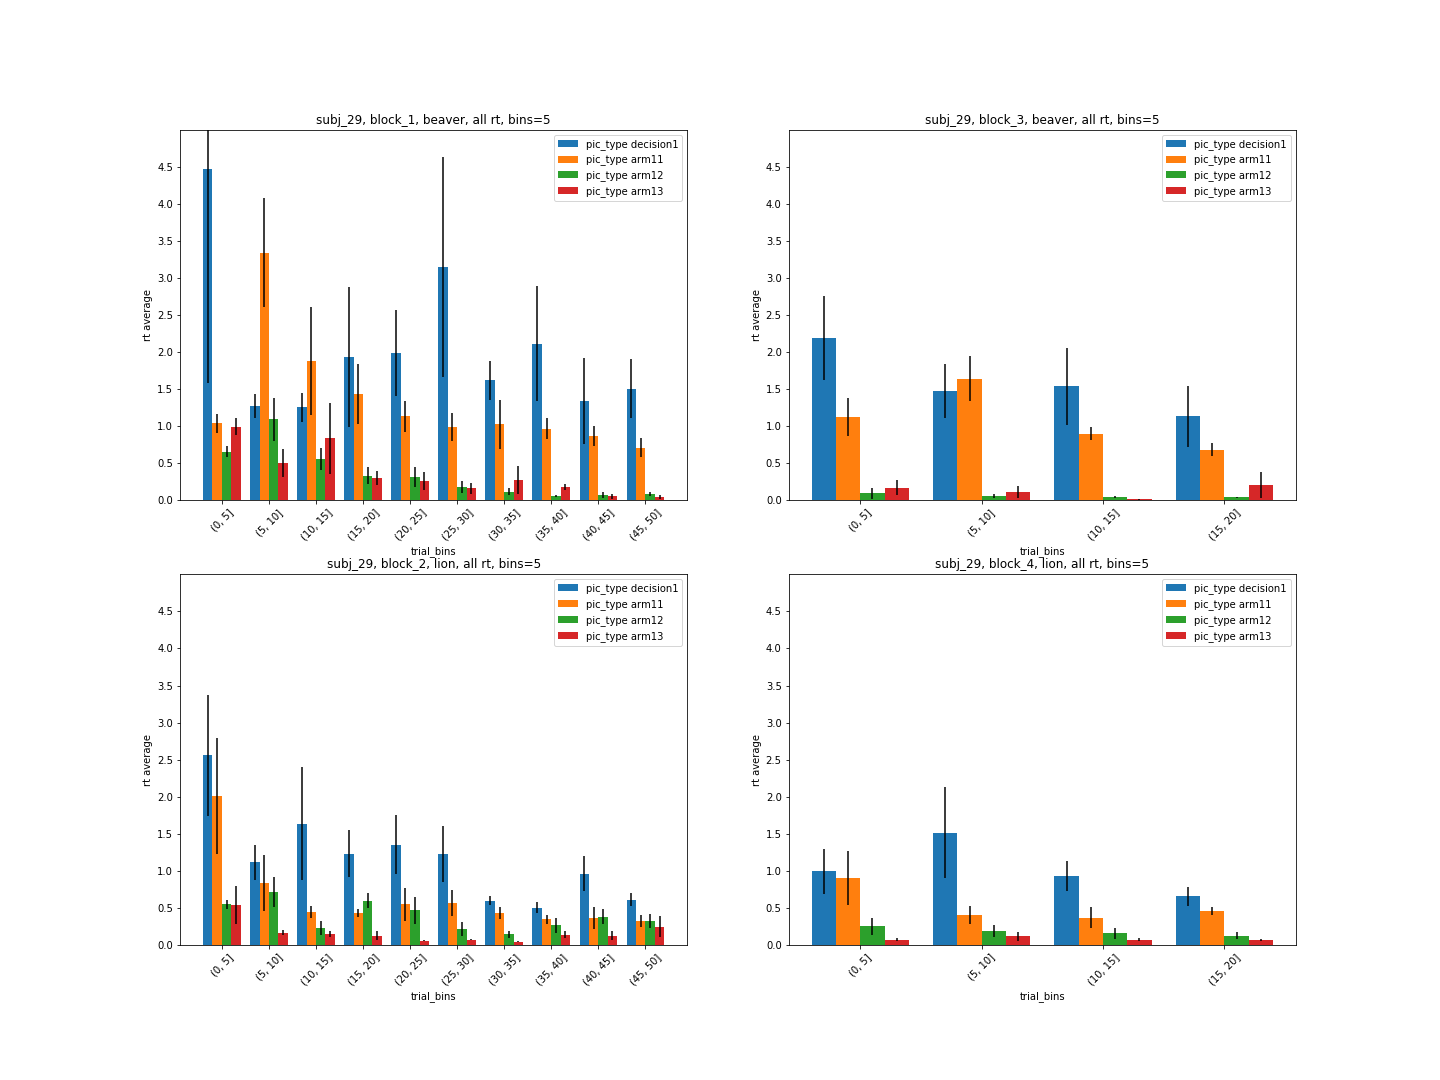 subj_29, block_1, beaver, all rt, bins=5
pic_type decision1
pic_type arm11
pic_type arm12
pic_type arm13
rt average
4.5
4.0
3.5
3.0
2.5
2.0
1.5
1.0
0.5
0.0
(0, 5] (5, 10] (10, 15] (15, 20] (20, 25] (25, 30] (30, 35] (35, 40] (40, 45] (45, 50]
trial_bins
subj_29, block_3, beaver, all rt, bins=5
pic_type decision1
pic_type arm11
pic_type arm12
pic_type arm13
rt average
4.5
4.0
3.5
3.0
2.5
2.0
1.5
1.0
0.5
0.0
(0, 5] (5, 10] (10, 15] (15, 20]
trial_bins
subj_29, block_2, lion, all rt, bins=5
pic_type decision1
pic_type arm11
pic_type arm12
pic_type arm13
rt average
4.5
4.0
3.5
3.0
2.5
2.0
1.5
1.0
0.5
0.0
(0, 5] (5, 10] (10, 15] (15, 20] (20, 25] (25, 30] (30, 35] (35, 40] (40, 45] (45, 50]
trial_bins
subj_29, block_4, lion, all rt, bins=5
pic_type decision1
pic_type arm11
pic_type arm12
pic_type arm13
rt average
4.5
4.0
3.5
3.0
2.5
2.0
1.5
1.0
0.5
0.0
(0, 5] (5, 10] (10, 15] (15, 20]
trial_bins